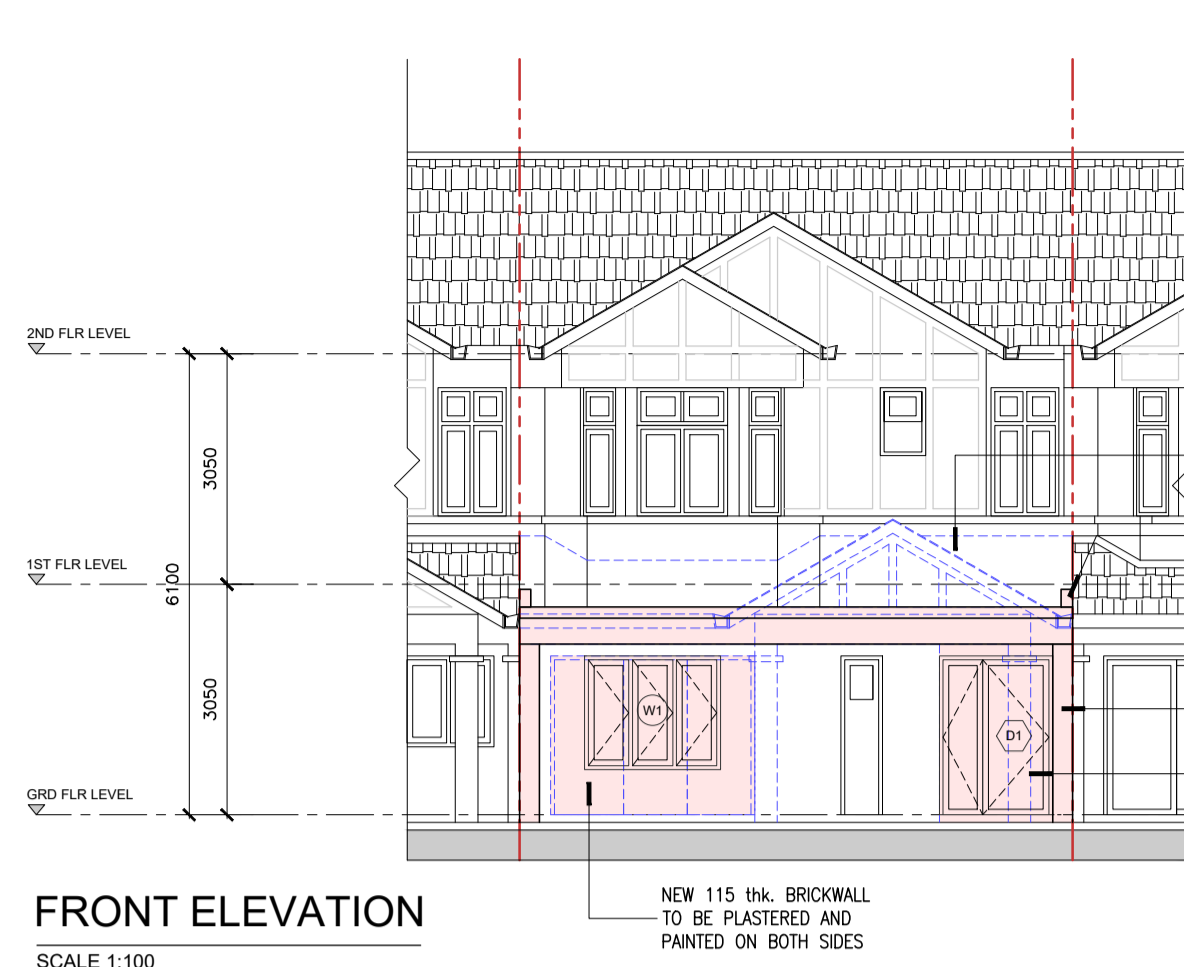 2ND FLR LEVEL
3050
1ST FLR LEVEL
6100
3050
W1
D1
GRD FLR LEVEL
NEW 115 thk. BRICKWALL
TO BE PLASTERED AND
PAINTED ON BOTH SIDES
FRONT ELEVATION
SCALE 1:100